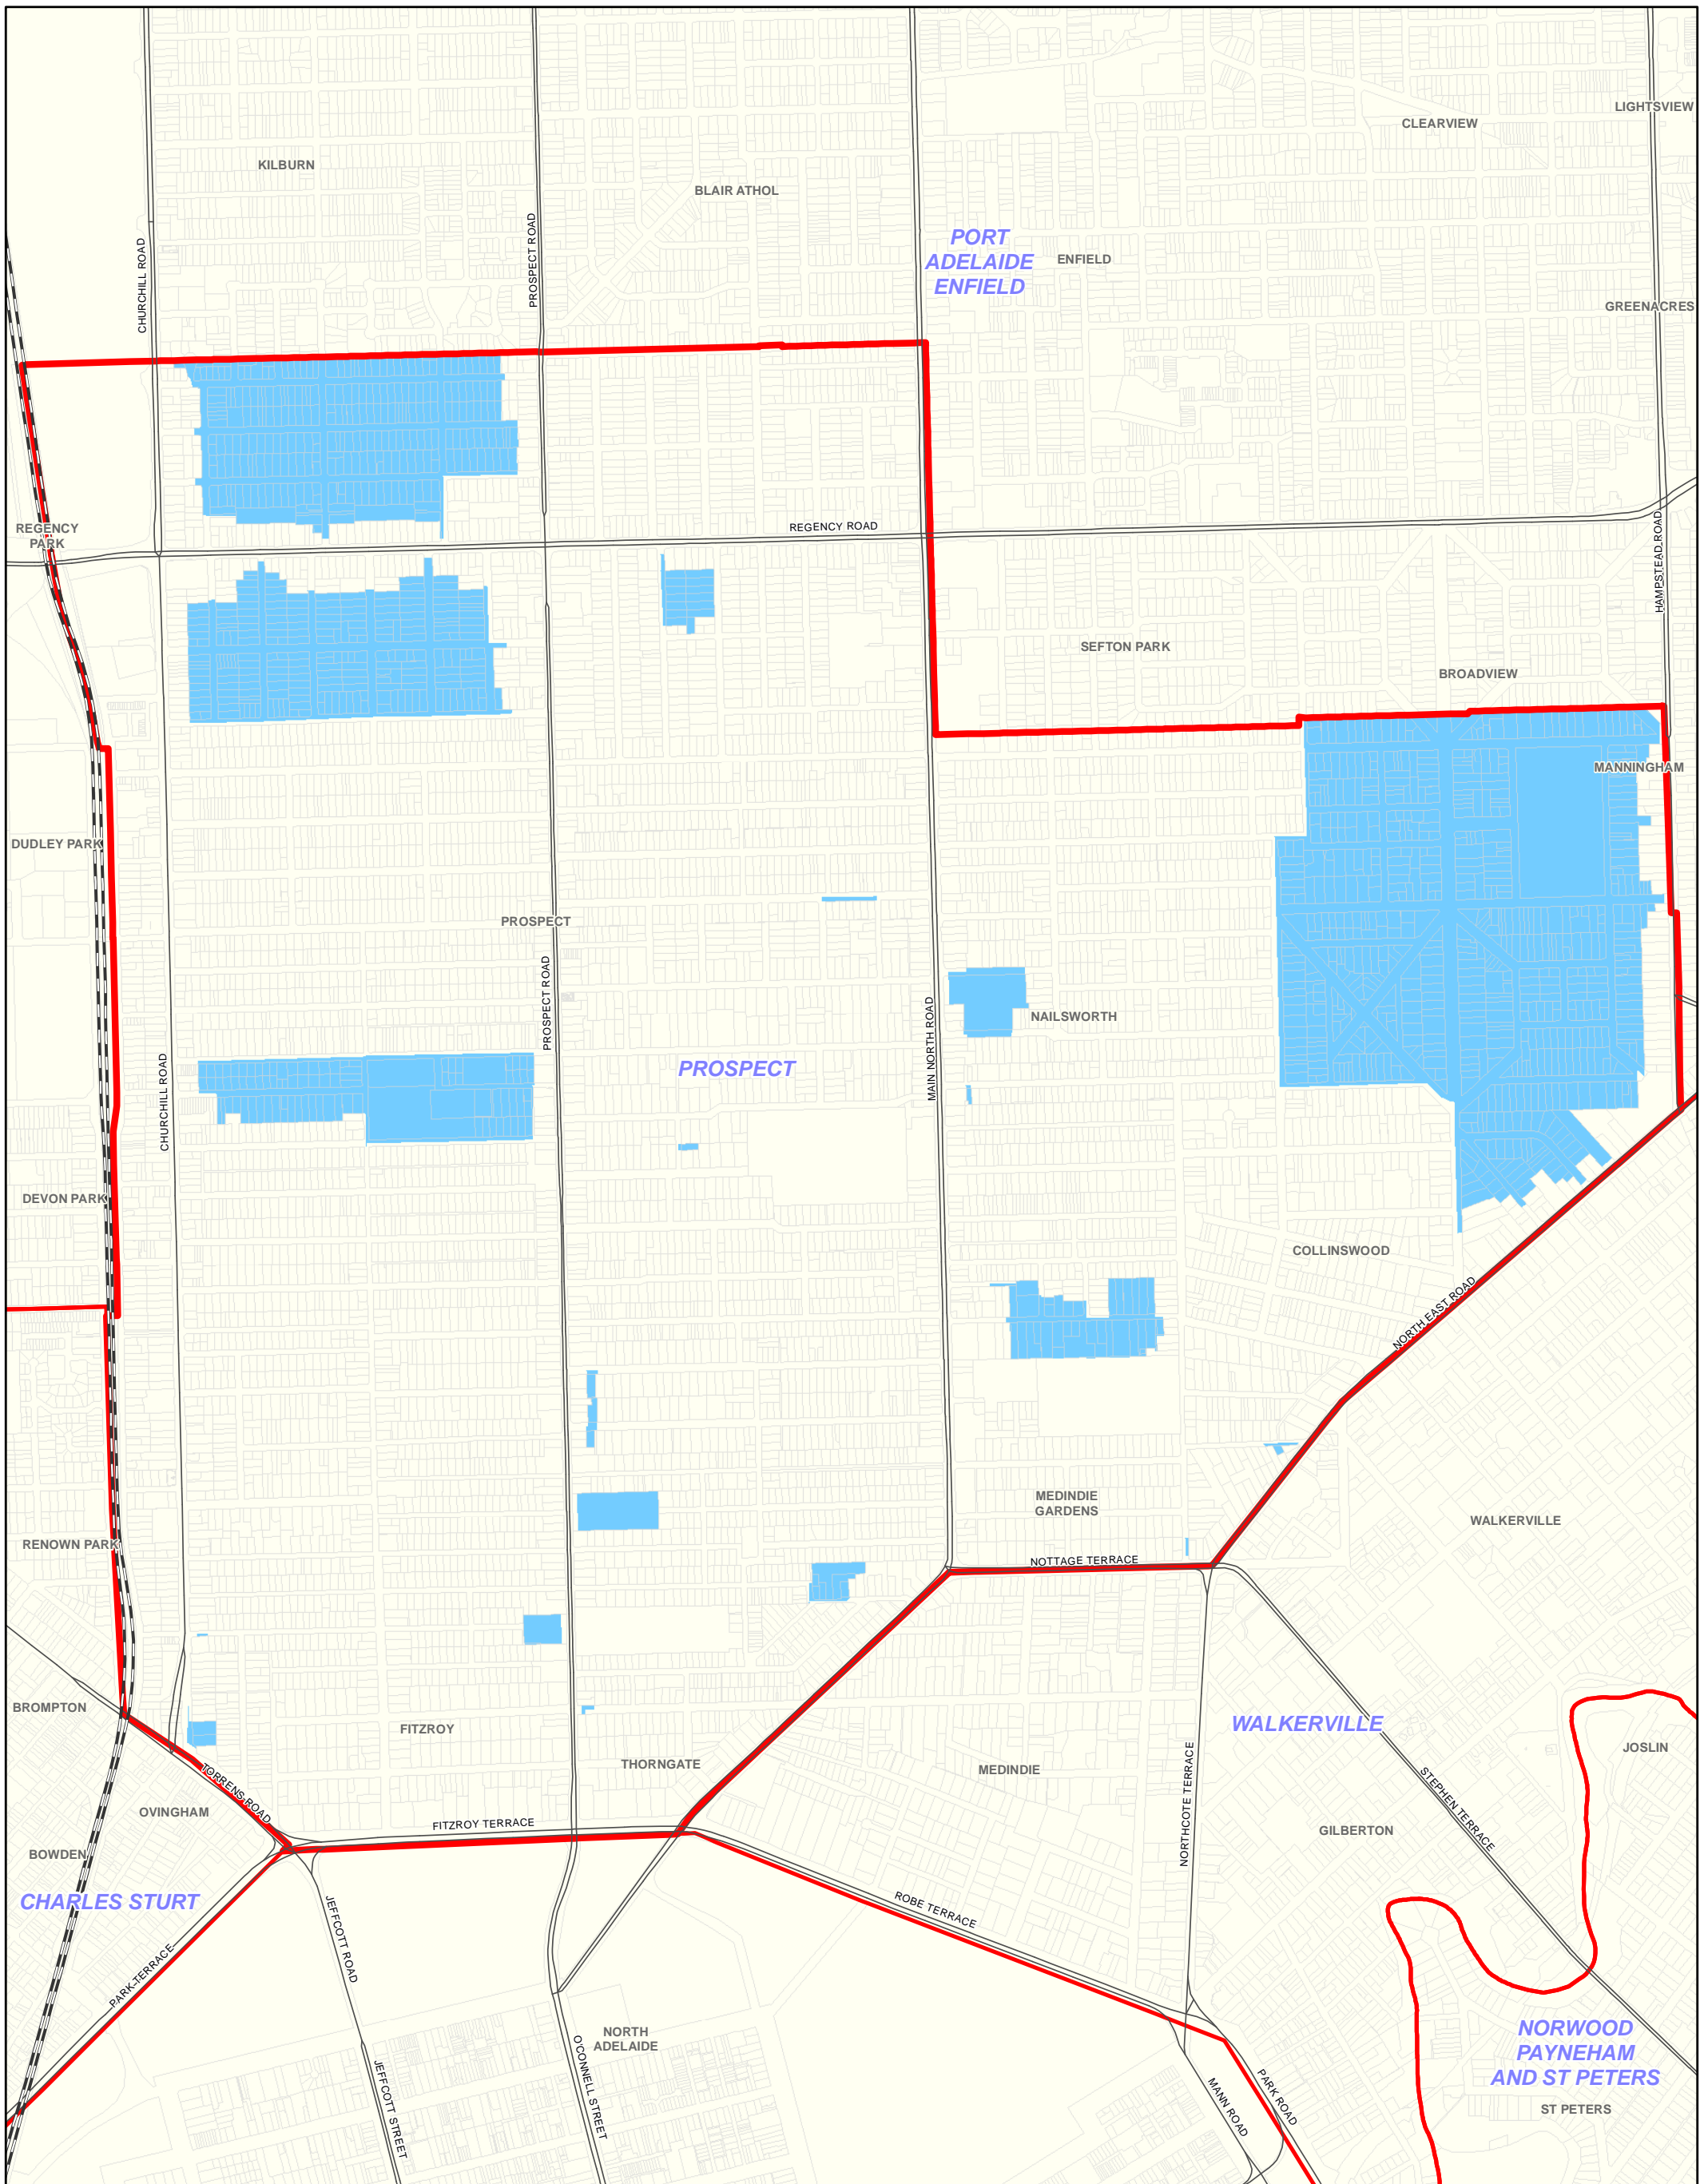 LIGHTSVIEW
CLEARVIEW
KILBURN
BLAIR ATHOL
PORT
ADELAIDE
ENFIELD
ENFIELD
CHURCHILL ROAD
PROSPECT ROAD
GREENACRES
REGENCY
PARK
REGENCY ROAD
HAMPSTEAD ROAD
SEFTON PARK
BROADVIEW
MANNINGHAM
DUDLEY PARK
PROSPECT
PROSPECT ROAD
MAIN NORTH ROAD
NAILSWORTH
PROSPECT
CHURCHILL ROAD
DEVON PARK
COLLINSWOOD
NORTH EAST ROAD
MEDINDIE
GARDENS
WALKERVILLE
RENOWN PARK
NOTTAGE TERRACE
BROMPTON
FITZROY
WALKERVILLE
JOSLIN
THORNGATE
MEDINDIE
TORRENS ROAD
NORTHCOTE TERRACE
STEPHEN TERRACE
OVINGHAM
FITZROY TERRACE
GILBERTON
BOWDEN
CHARLES STURT
ROBE TERRACE
JEFFCOTT ROAD
PARK TERRACE
NORTH
ADELAIDE
NORWOOD
PAYNEHAM
AND ST PETERS
O'CONNELL STREET
JEFFCOTT STREET
MANN ROAD
PARK ROAD
ST PETERS